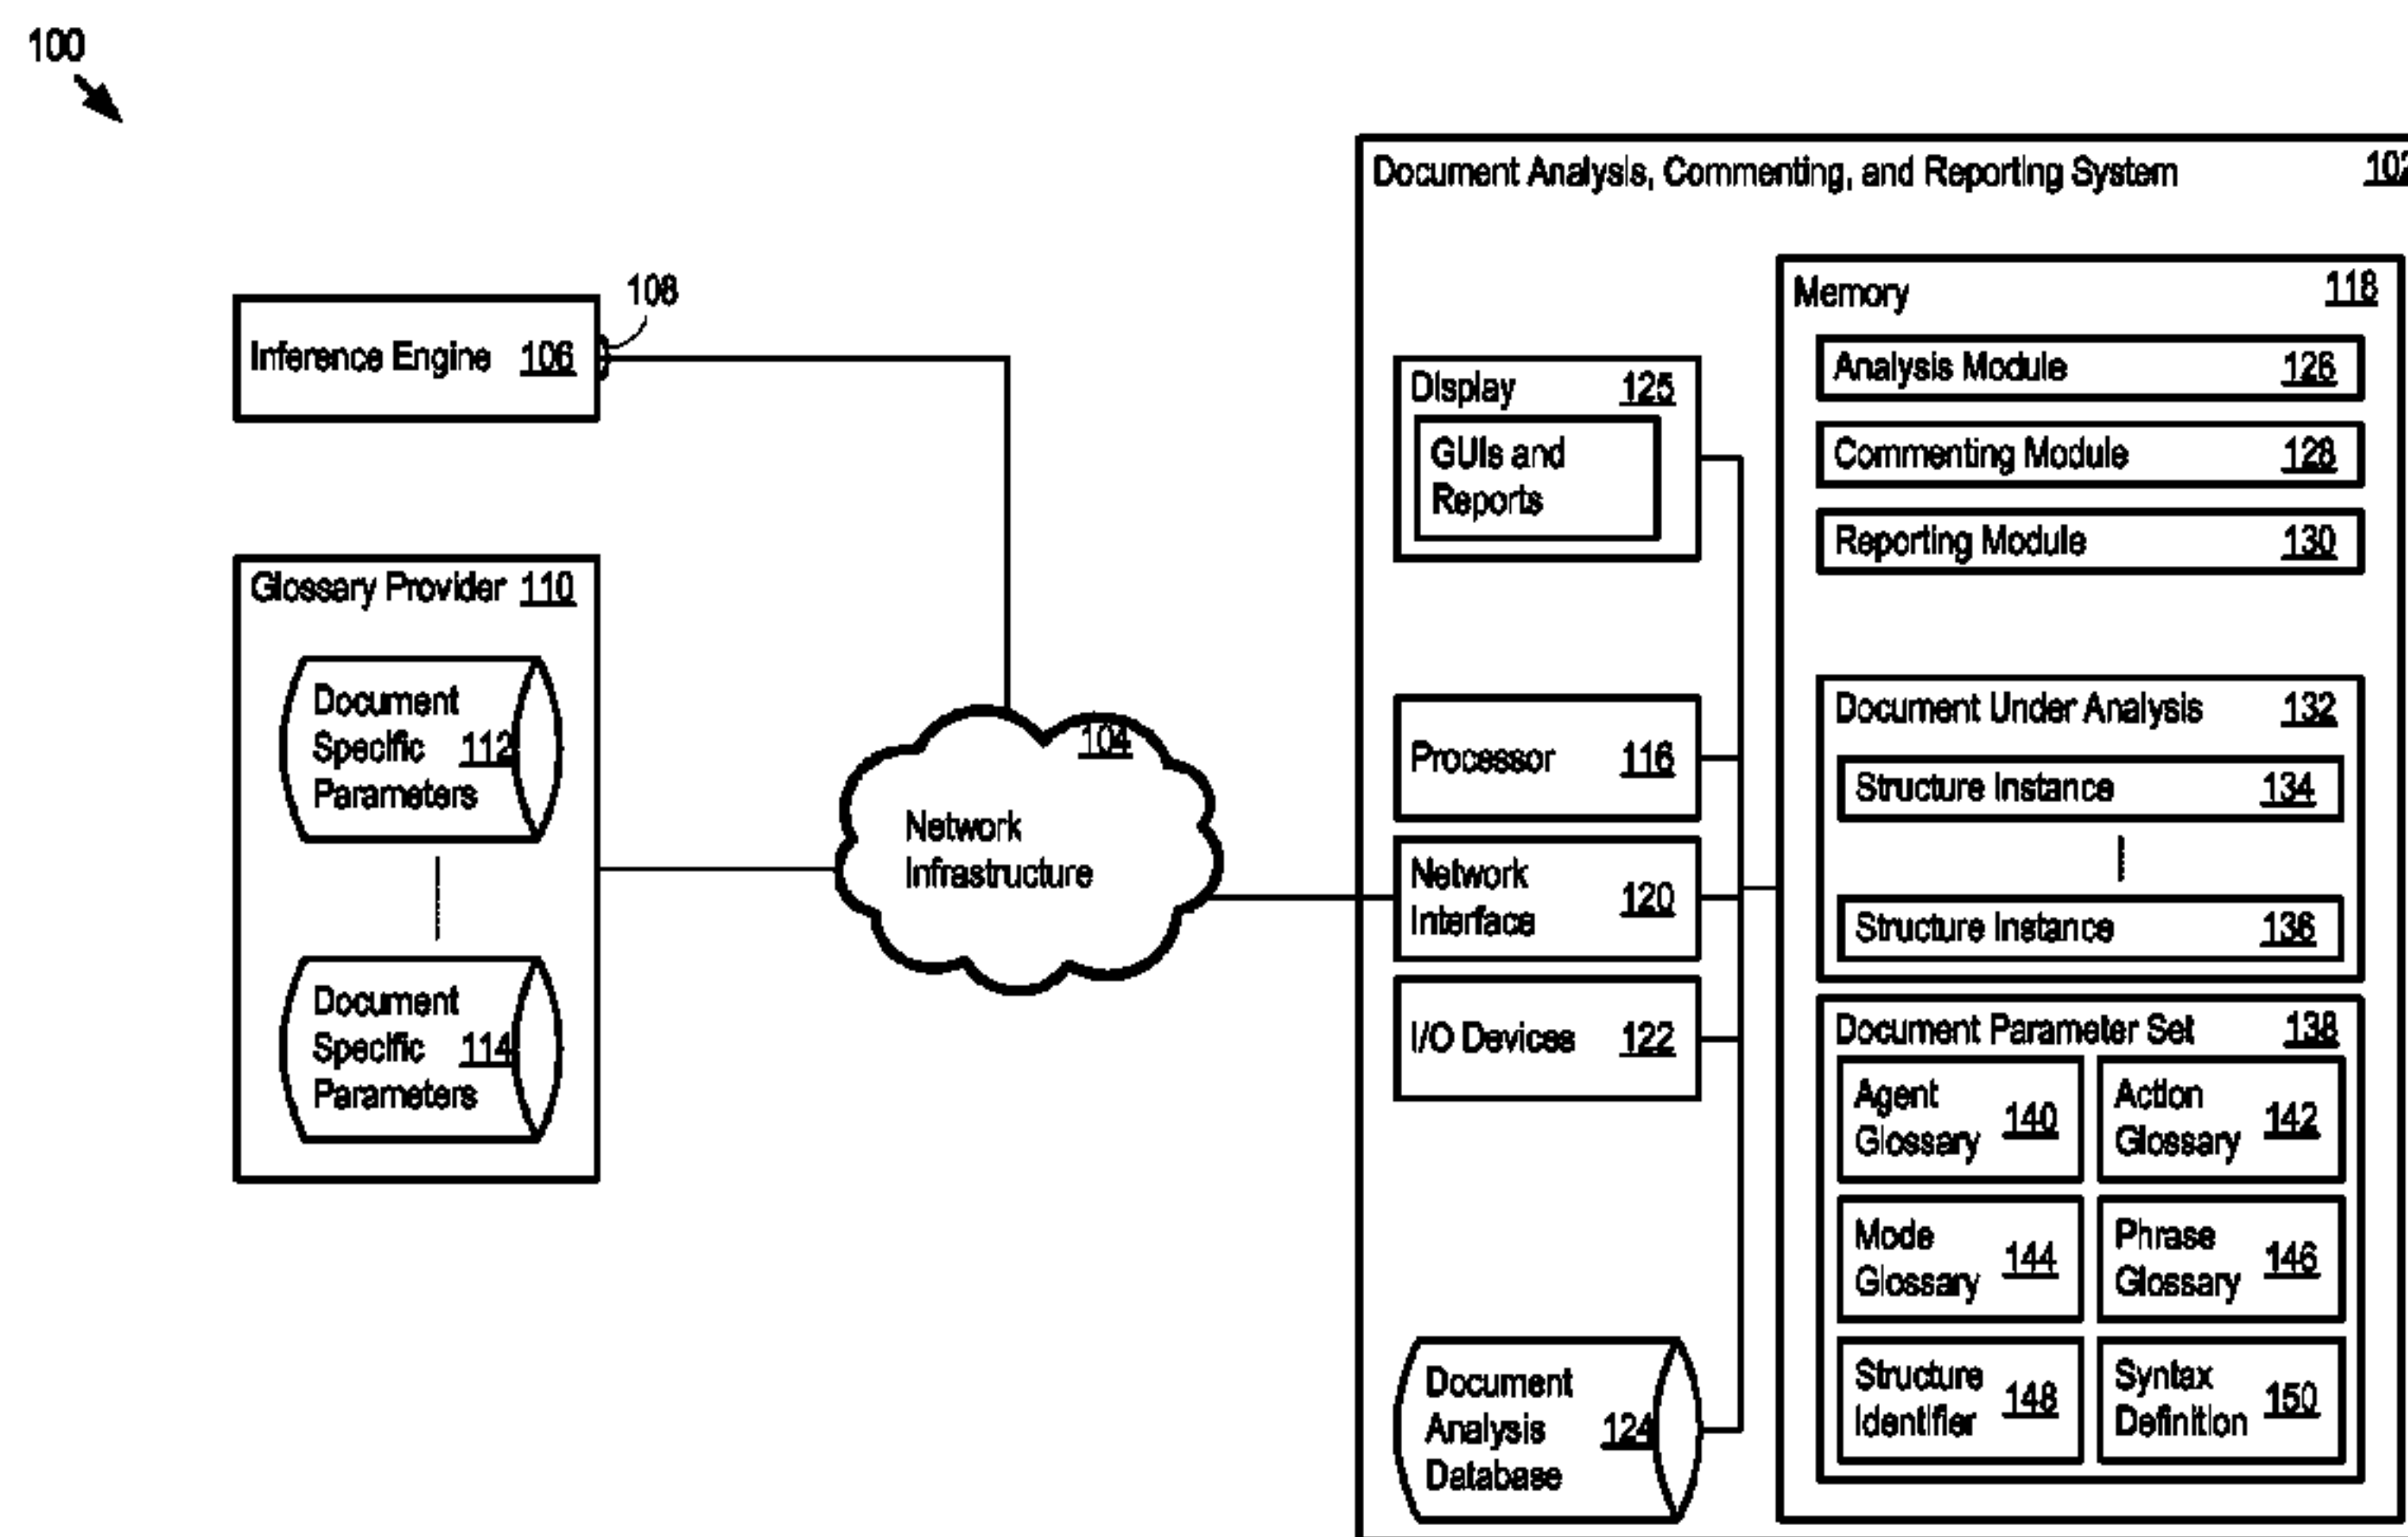 100
Document Analysis, Commenting, and Reporting System 102
Inference Engine 106
108
Glossary Provider 110
Document
Specific 112
Parameters
Document
Specific 114
Parameters
104
Network
Infrastructure
Display 125
GUIs and
Reports
Processor 116
Network
Interface 120
I/O Devices 122
Document
Analysis 124
Database
Memory 118
Analysis Module 126
Commenting Module 128
Reporting Module 130
Document Under Analysis 132
Structure Instance 134
Structure Instance 136
Document Parameter Set 138
Agent
Glossary 140
Action
Glossary 142
Mode
Glossary 144
Phrase
Glossary 146
Structure
Identifier 148
Syntax
Definition 150